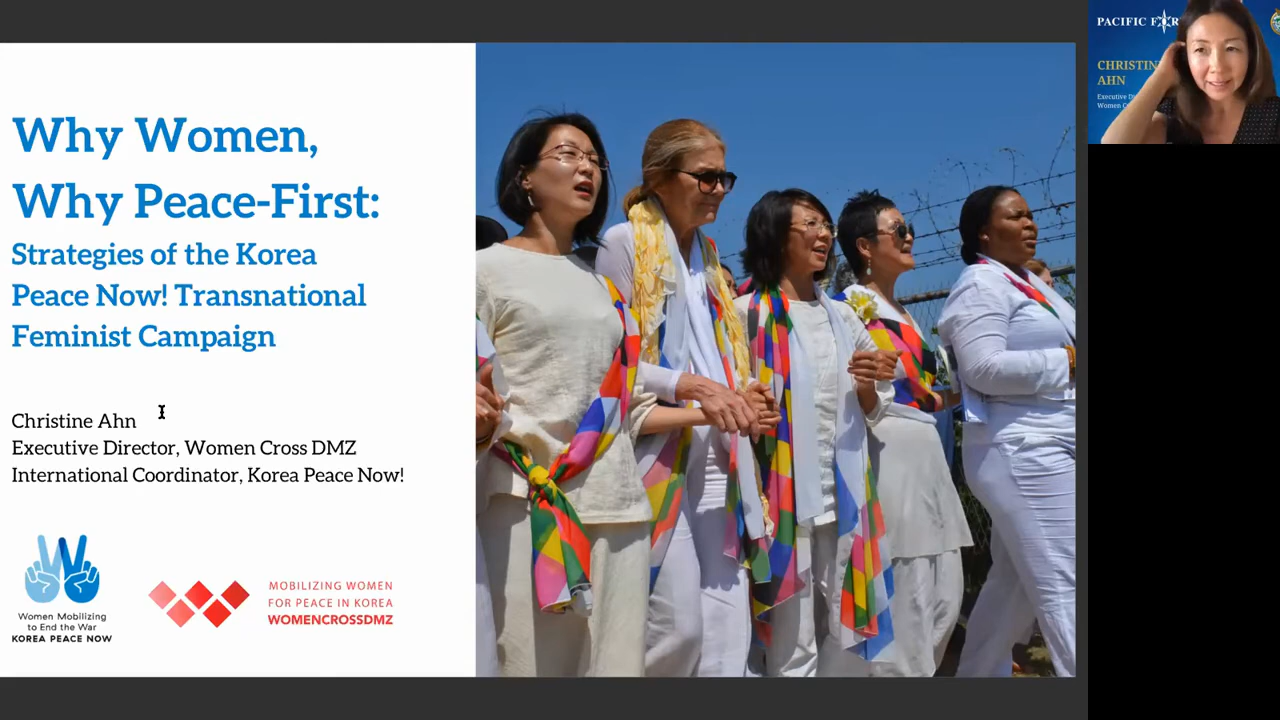 Why Women,
Why Peace-First:
Strategies of the Korea
Peace Now! Transnational
Feminist Campaign
Christine Ahn
Executive Director, Women Cross DMZ
International Coordinator, Korea Peace Now!
Women Mobilizing
to End the War
KOREA PEACE NOW
MOBILIZING WOMEN
FOR PEACE IN KOREA
WOMENCROSSDMZ
PACIFIC
CHRISTIN
AHN
Executive
Women